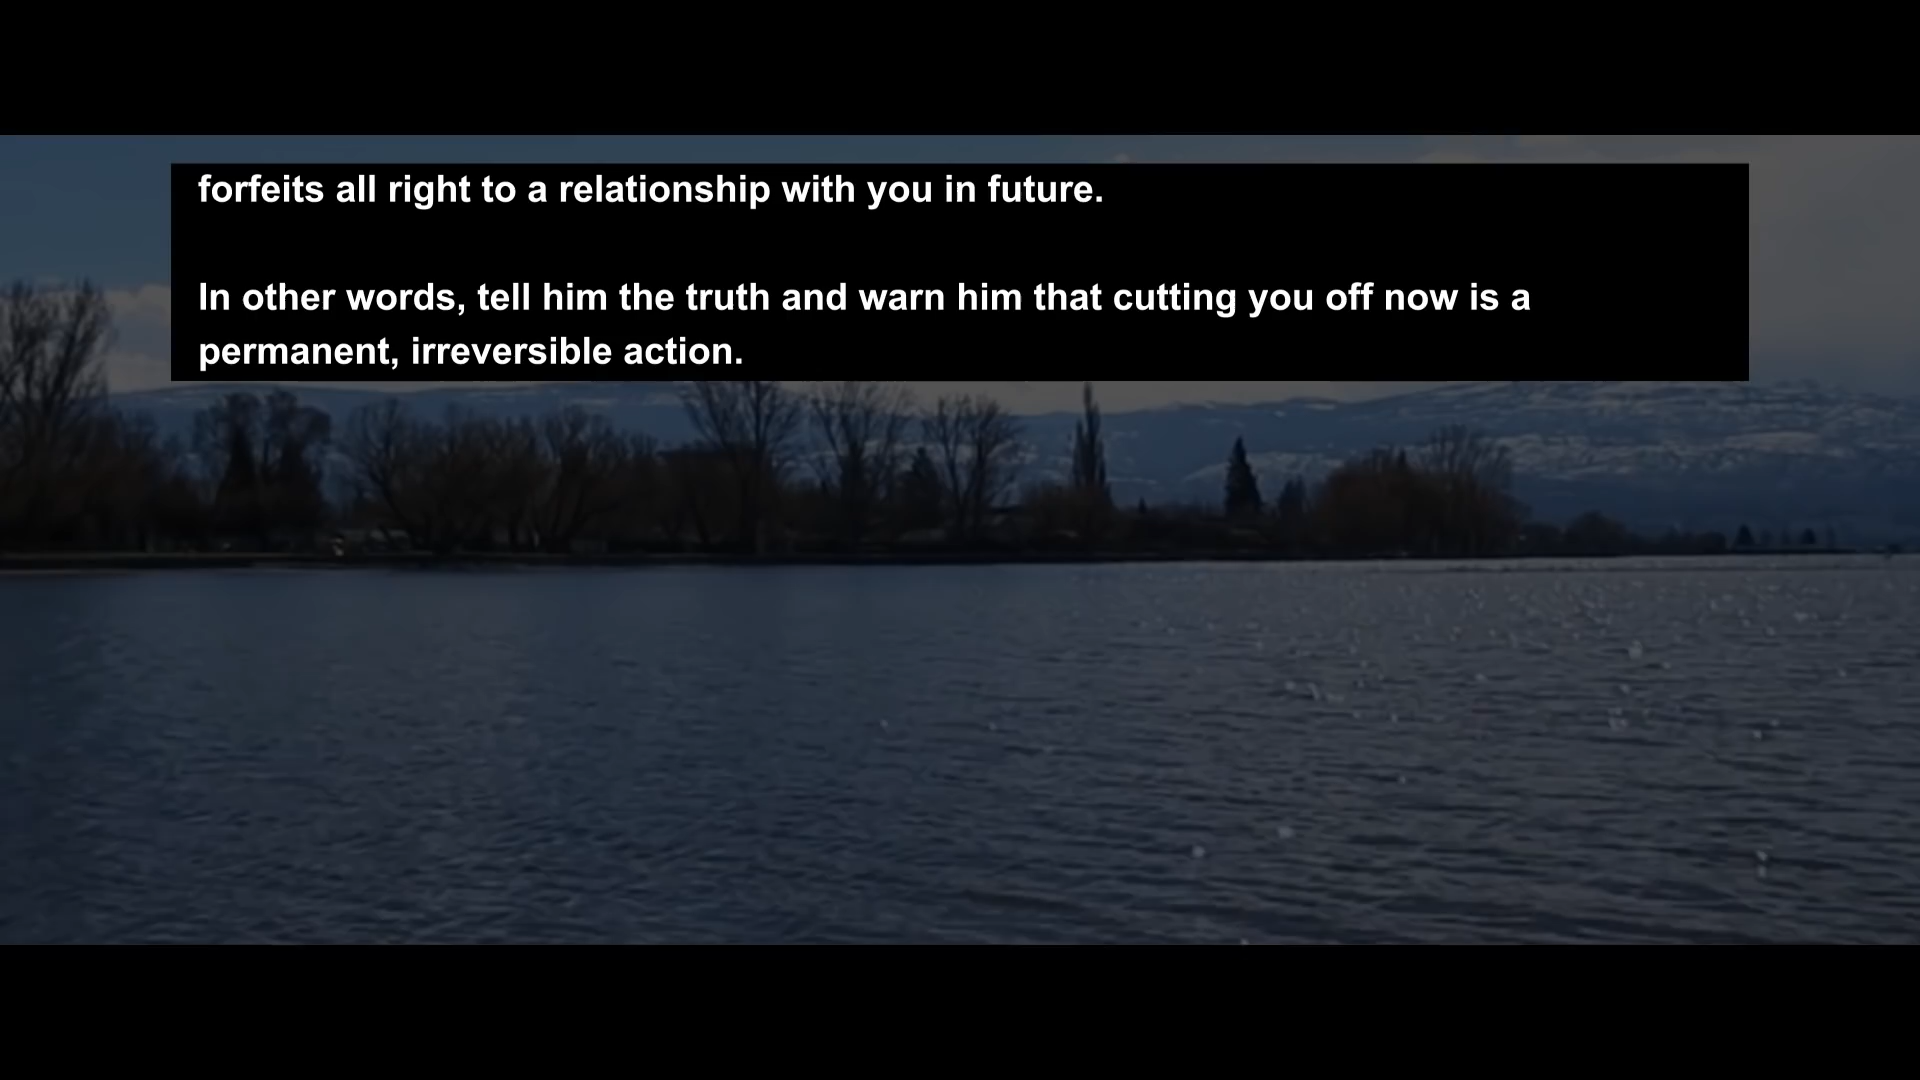 forfeits all right to a relationship with you in future.
In other words, tell him the truth and warn him that cutting you off now is a
permanent, irreversible action.